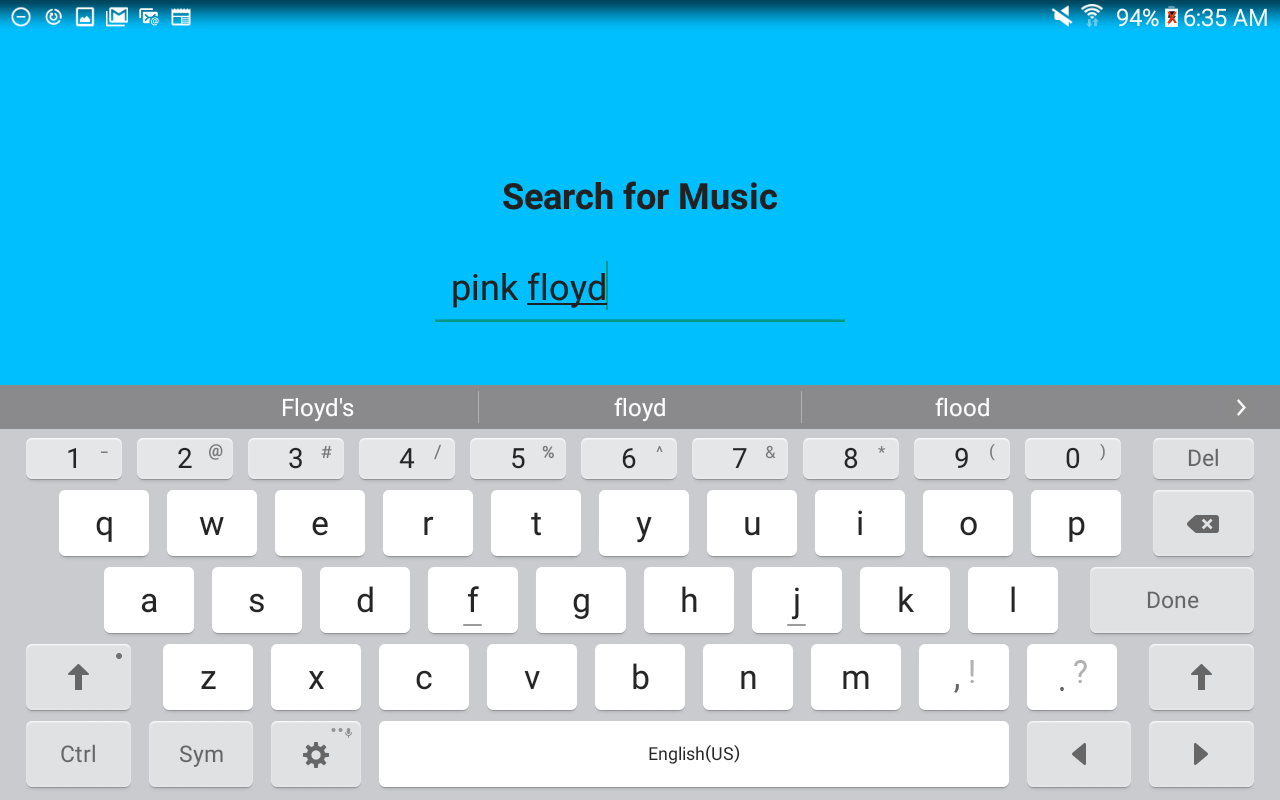 94% 6:35 AM
Search for Music
pink floyd
Floyd's floyd flood
1 - 2 @ 3 # 4 / 5 % 6 ^ 7 & 8 * 9 ( 0 ) Del
q w e r t y u i o p
a s d f g h j k l Done
z x c v b n m , ! . ?
Ctrl Sym English(US)